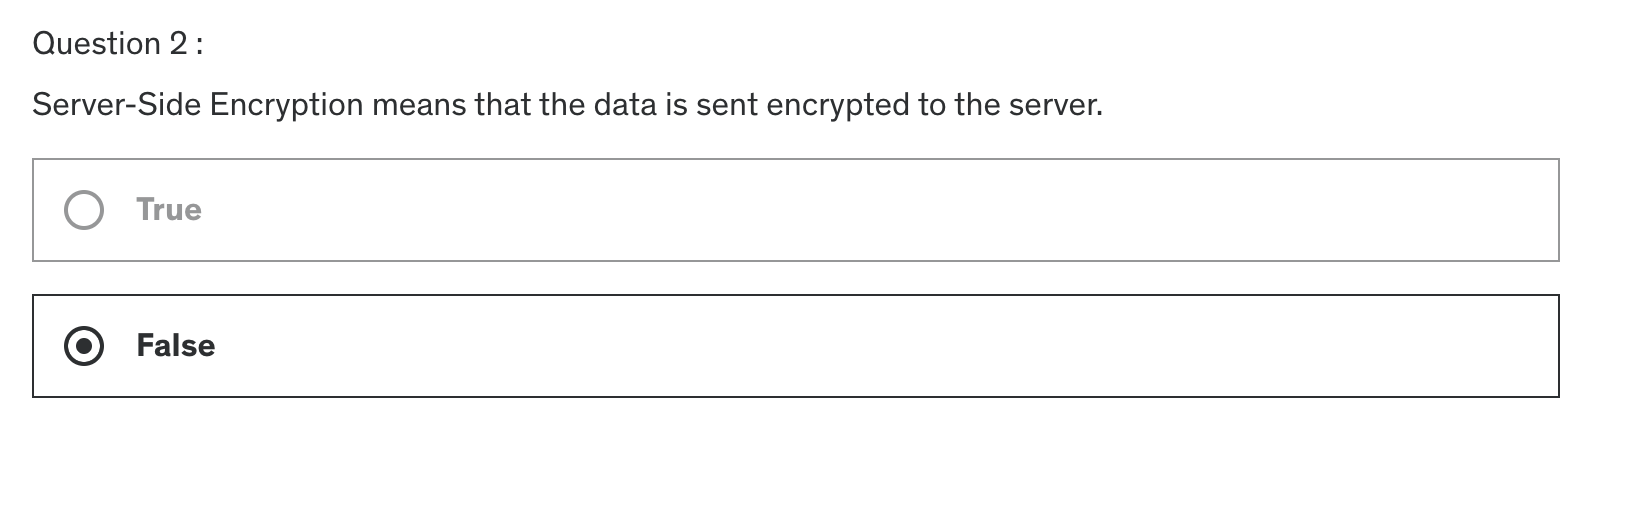 Question 2 :
Server-Side Encryption means that the data is sent encrypted to the server.
True
False